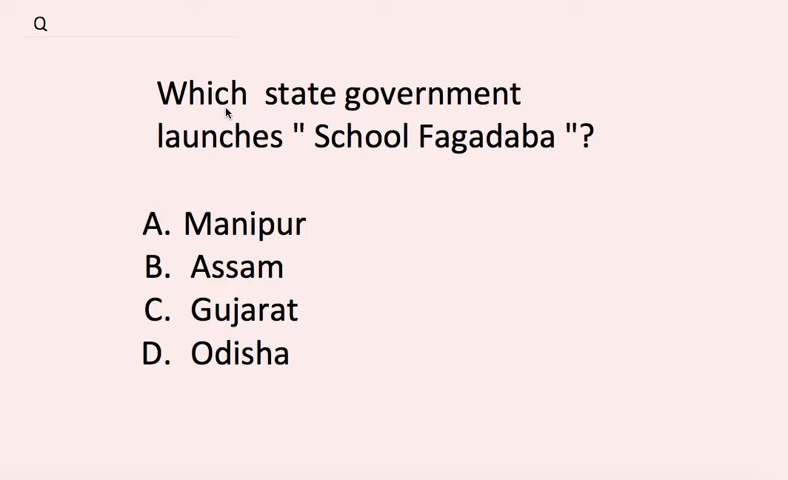 Q
Which state government
launches " School Fagadaba "?
A. Manipur
B. Assam
C. Gujarat
D. Odisha